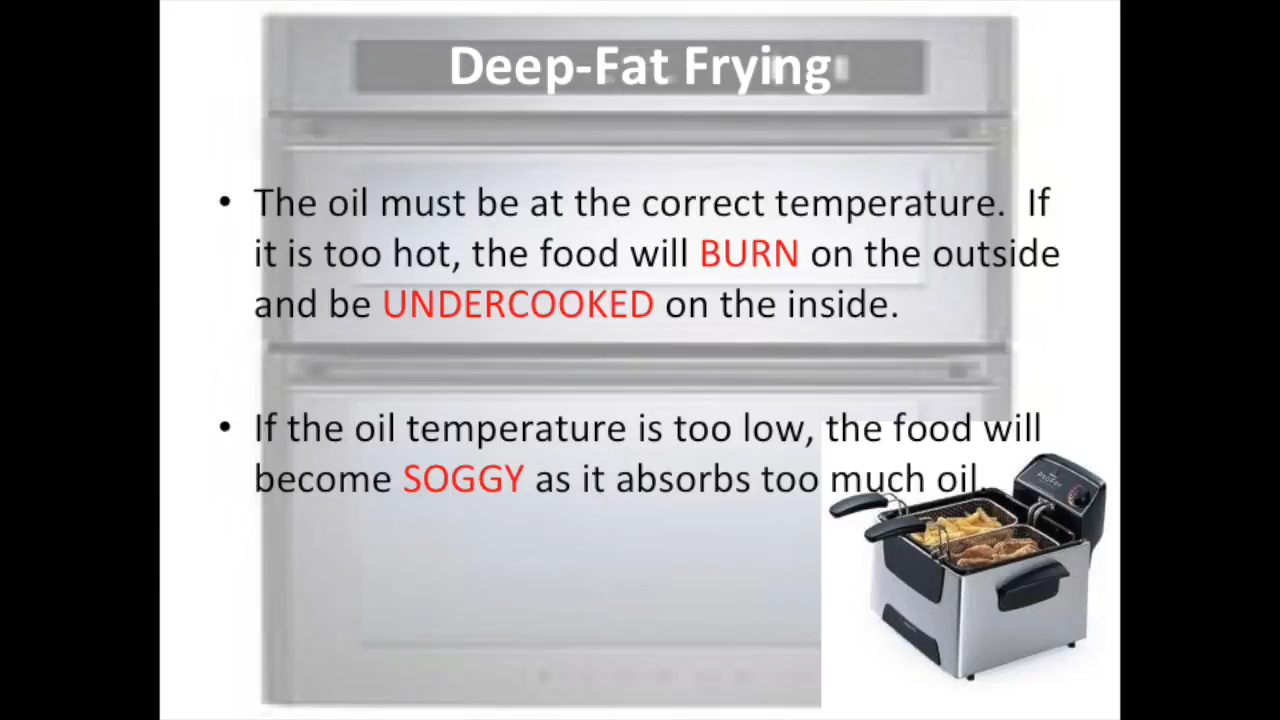 Deep-Fat Frying
• The oil must be at the correct temperature.  If
it is too hot, the food will BURN on the outside
and be UNDERCOOKED on the inside.
• If the oil temperature is too low, the food will
become SOGGY as it absorbs too much oil.